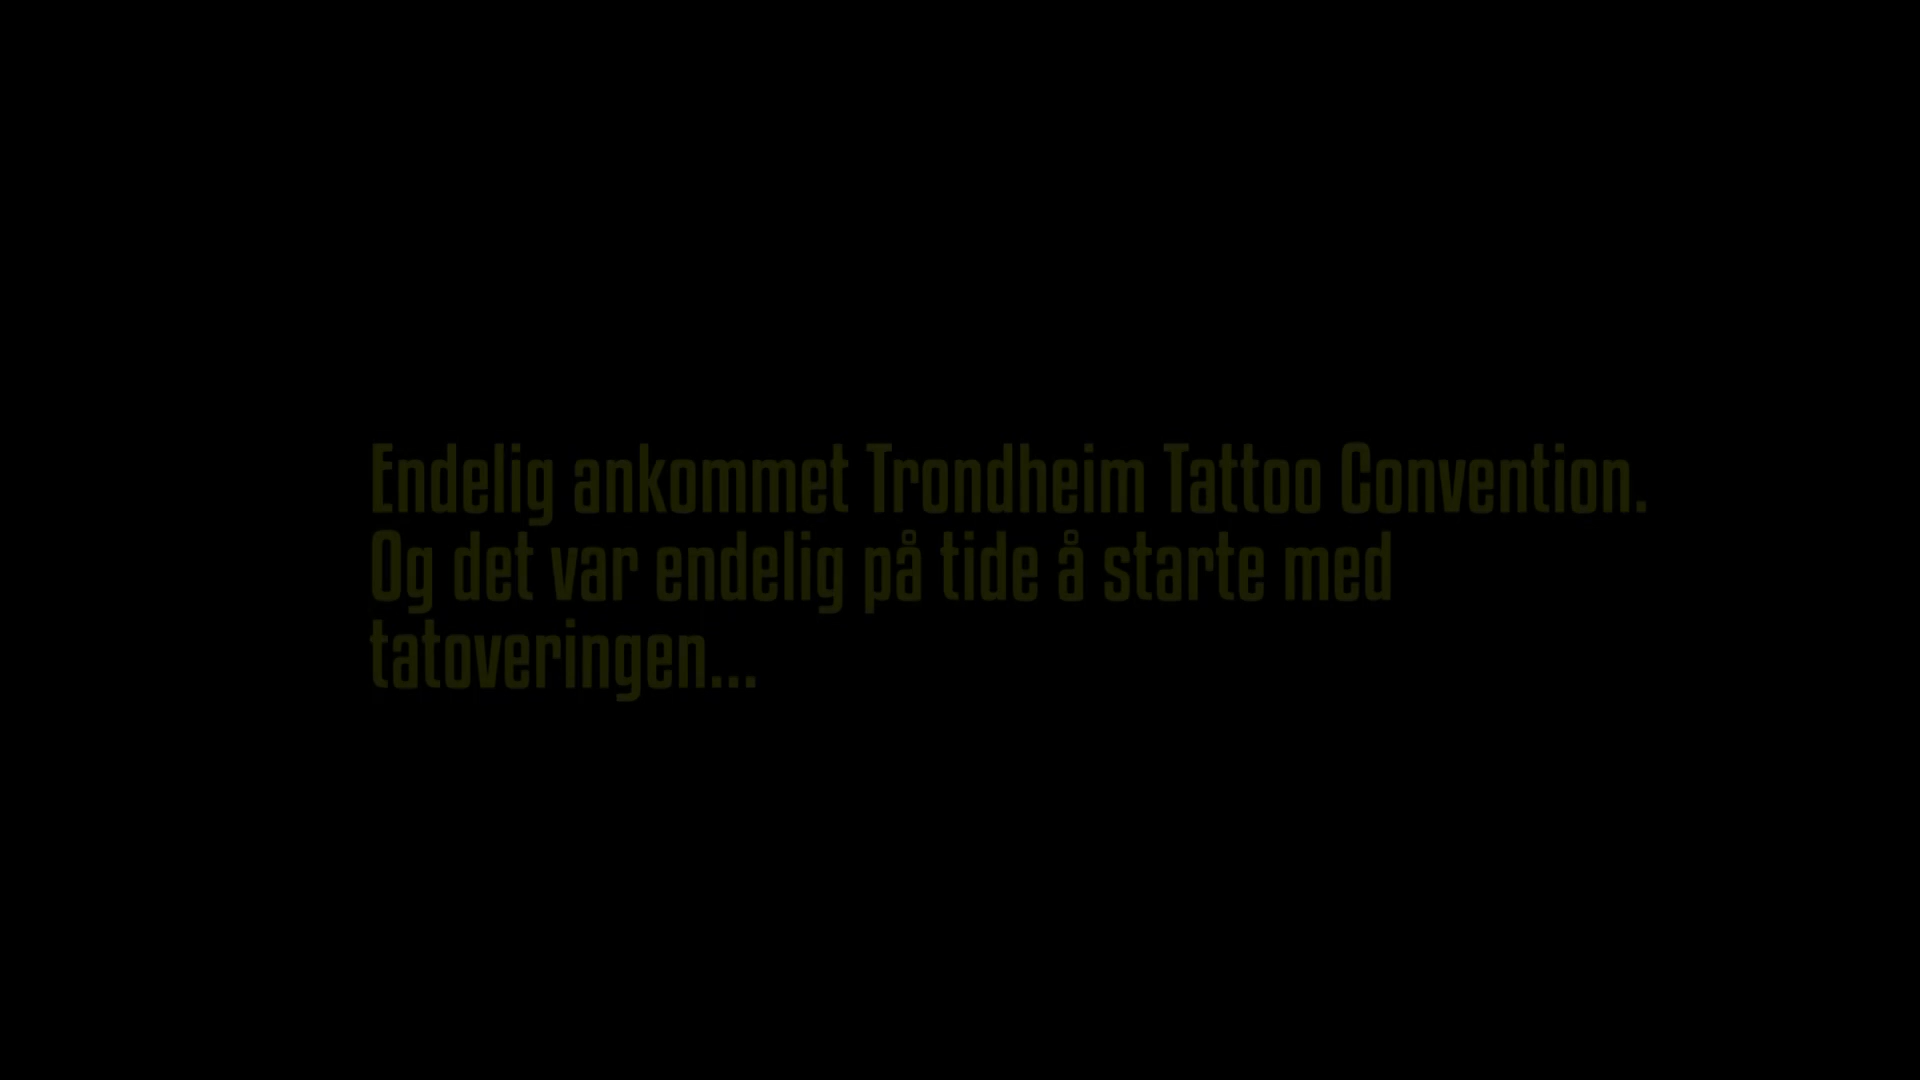 Endelig ankommet Trondheim Tattoo Convention.
Og det var endelig på tide å starte med
tatoveringen...